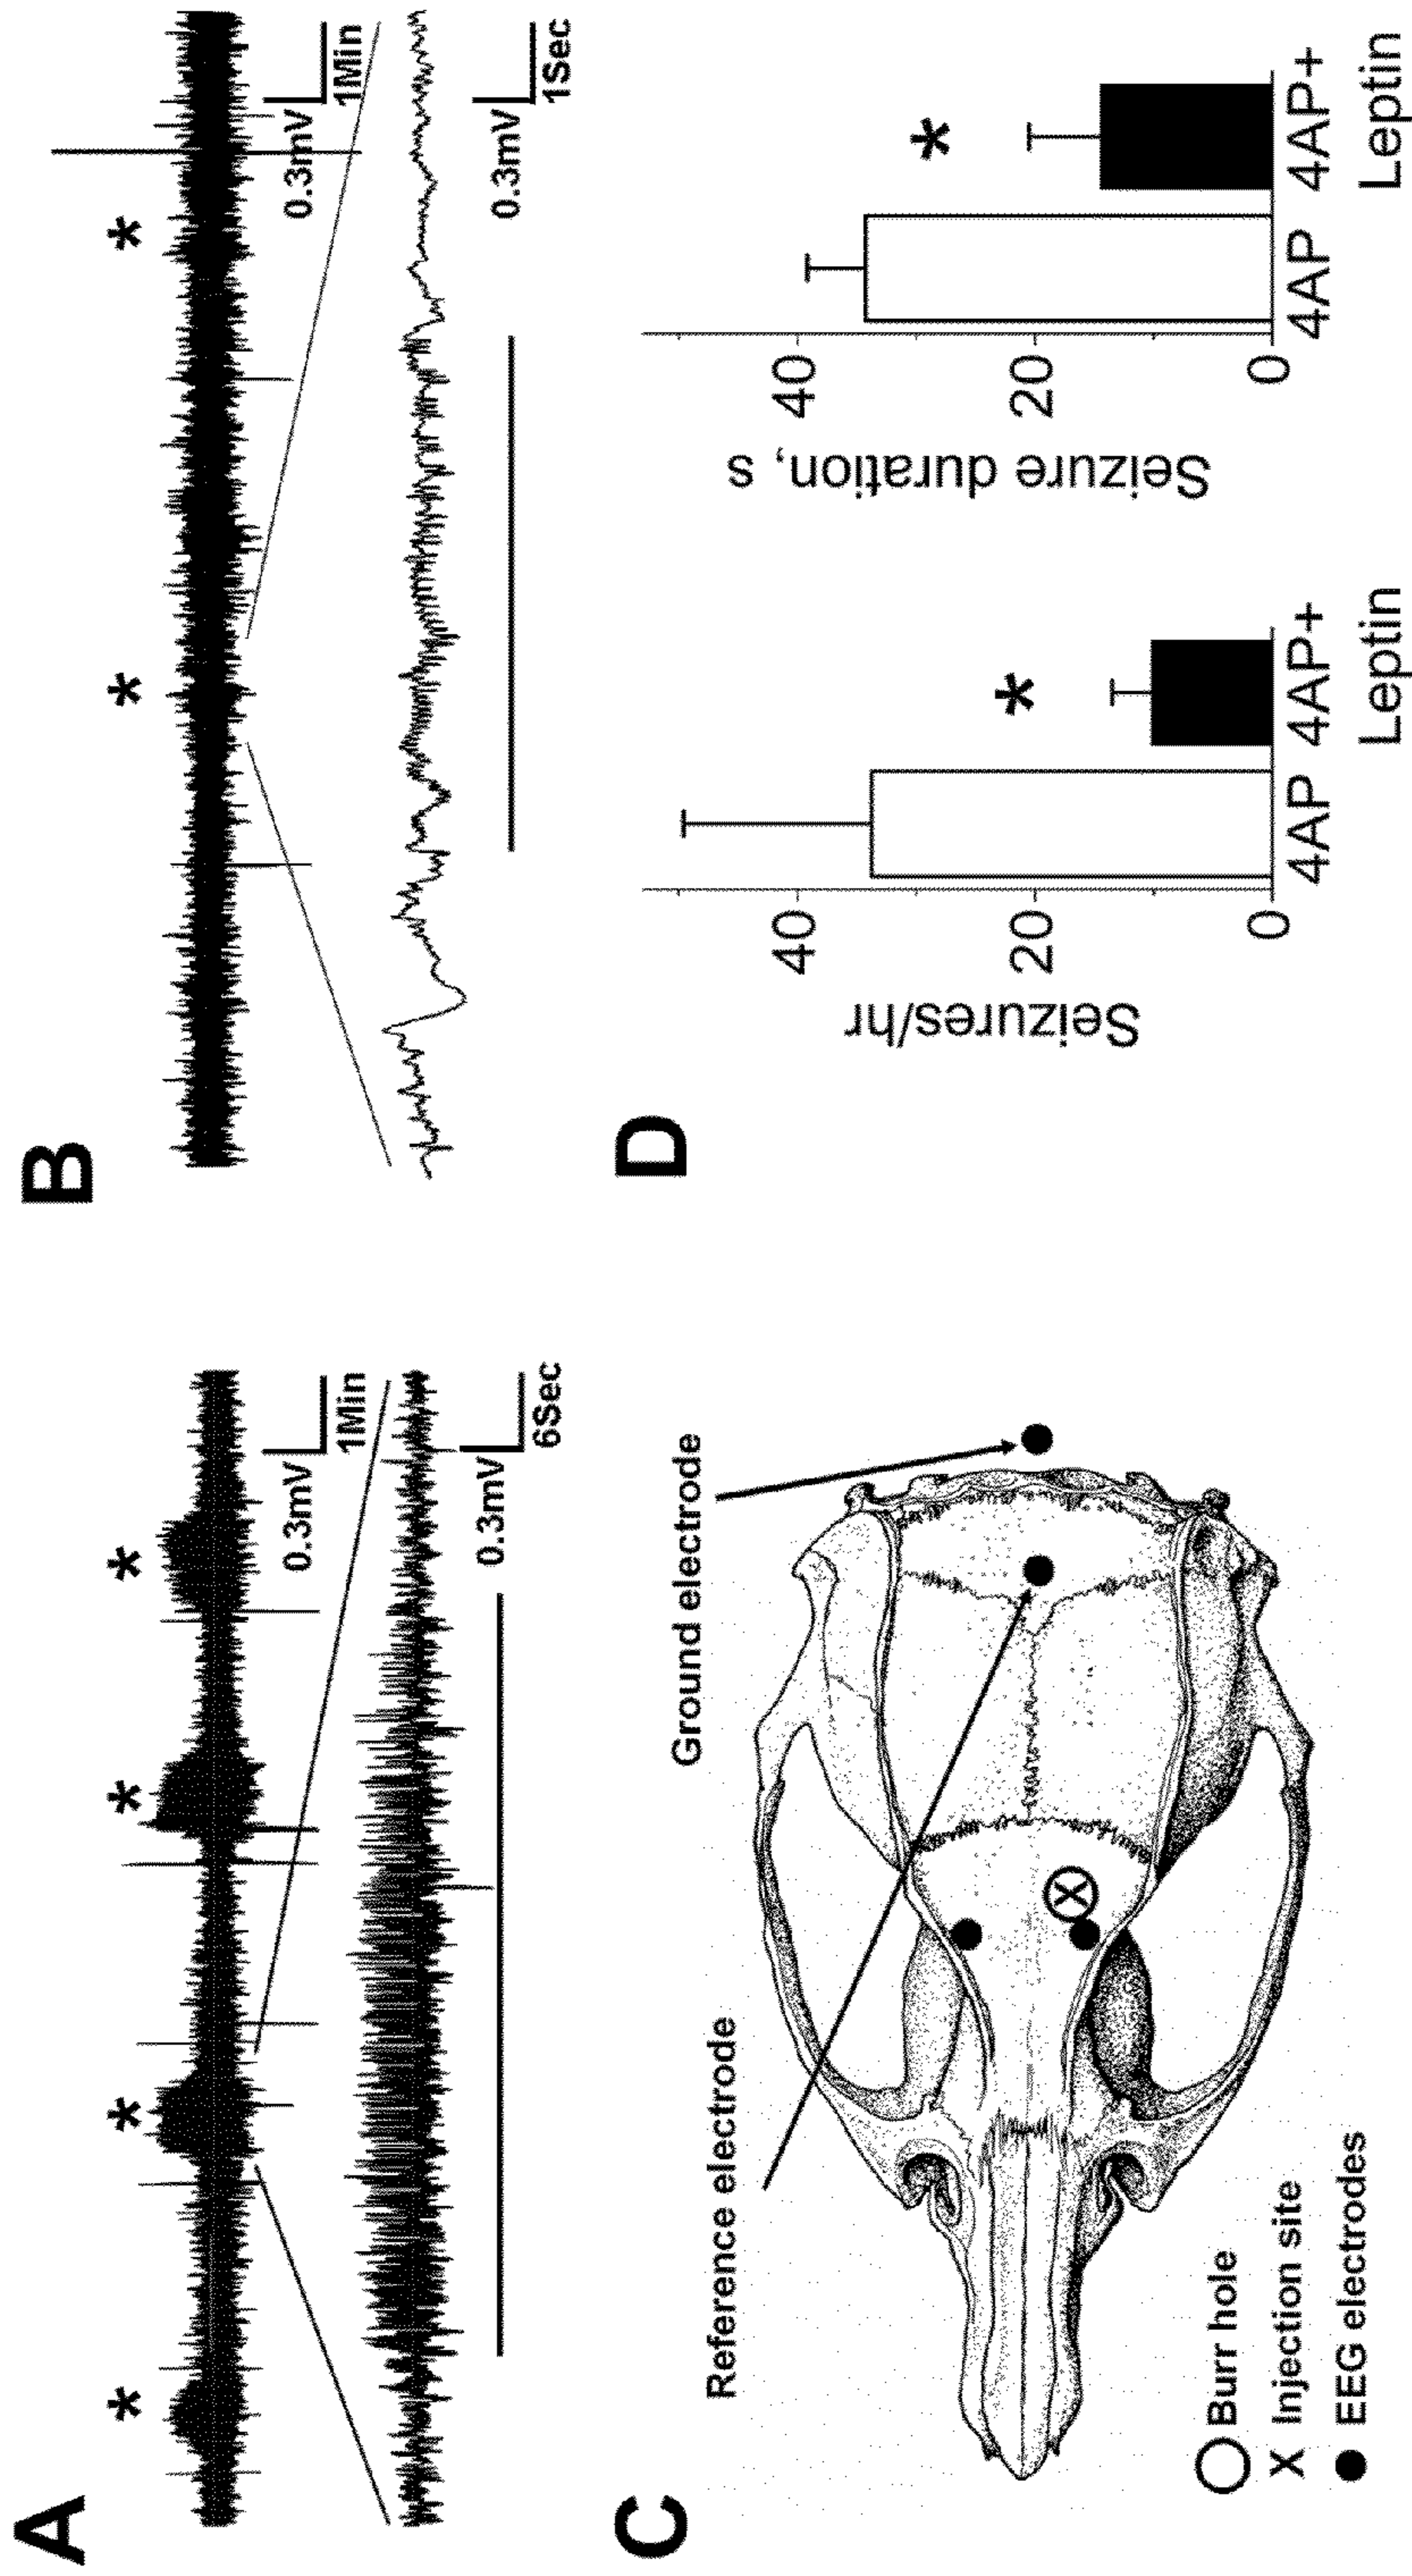 A
*
*
*
*
0.3mV
1Min
0.3mV
6Sec
B
*
*
0.3mV
1Min
0.3mV
1Sec
C
Reference electrode
Ground electrode
X
Burr hole
X Injection site
EEG electrodes
D
Seizures/hr
40
20
0
*
4AP 4AP+
Leptin
Seizure duration, s
40
20
0
*
4AP 4AP+
Leptin